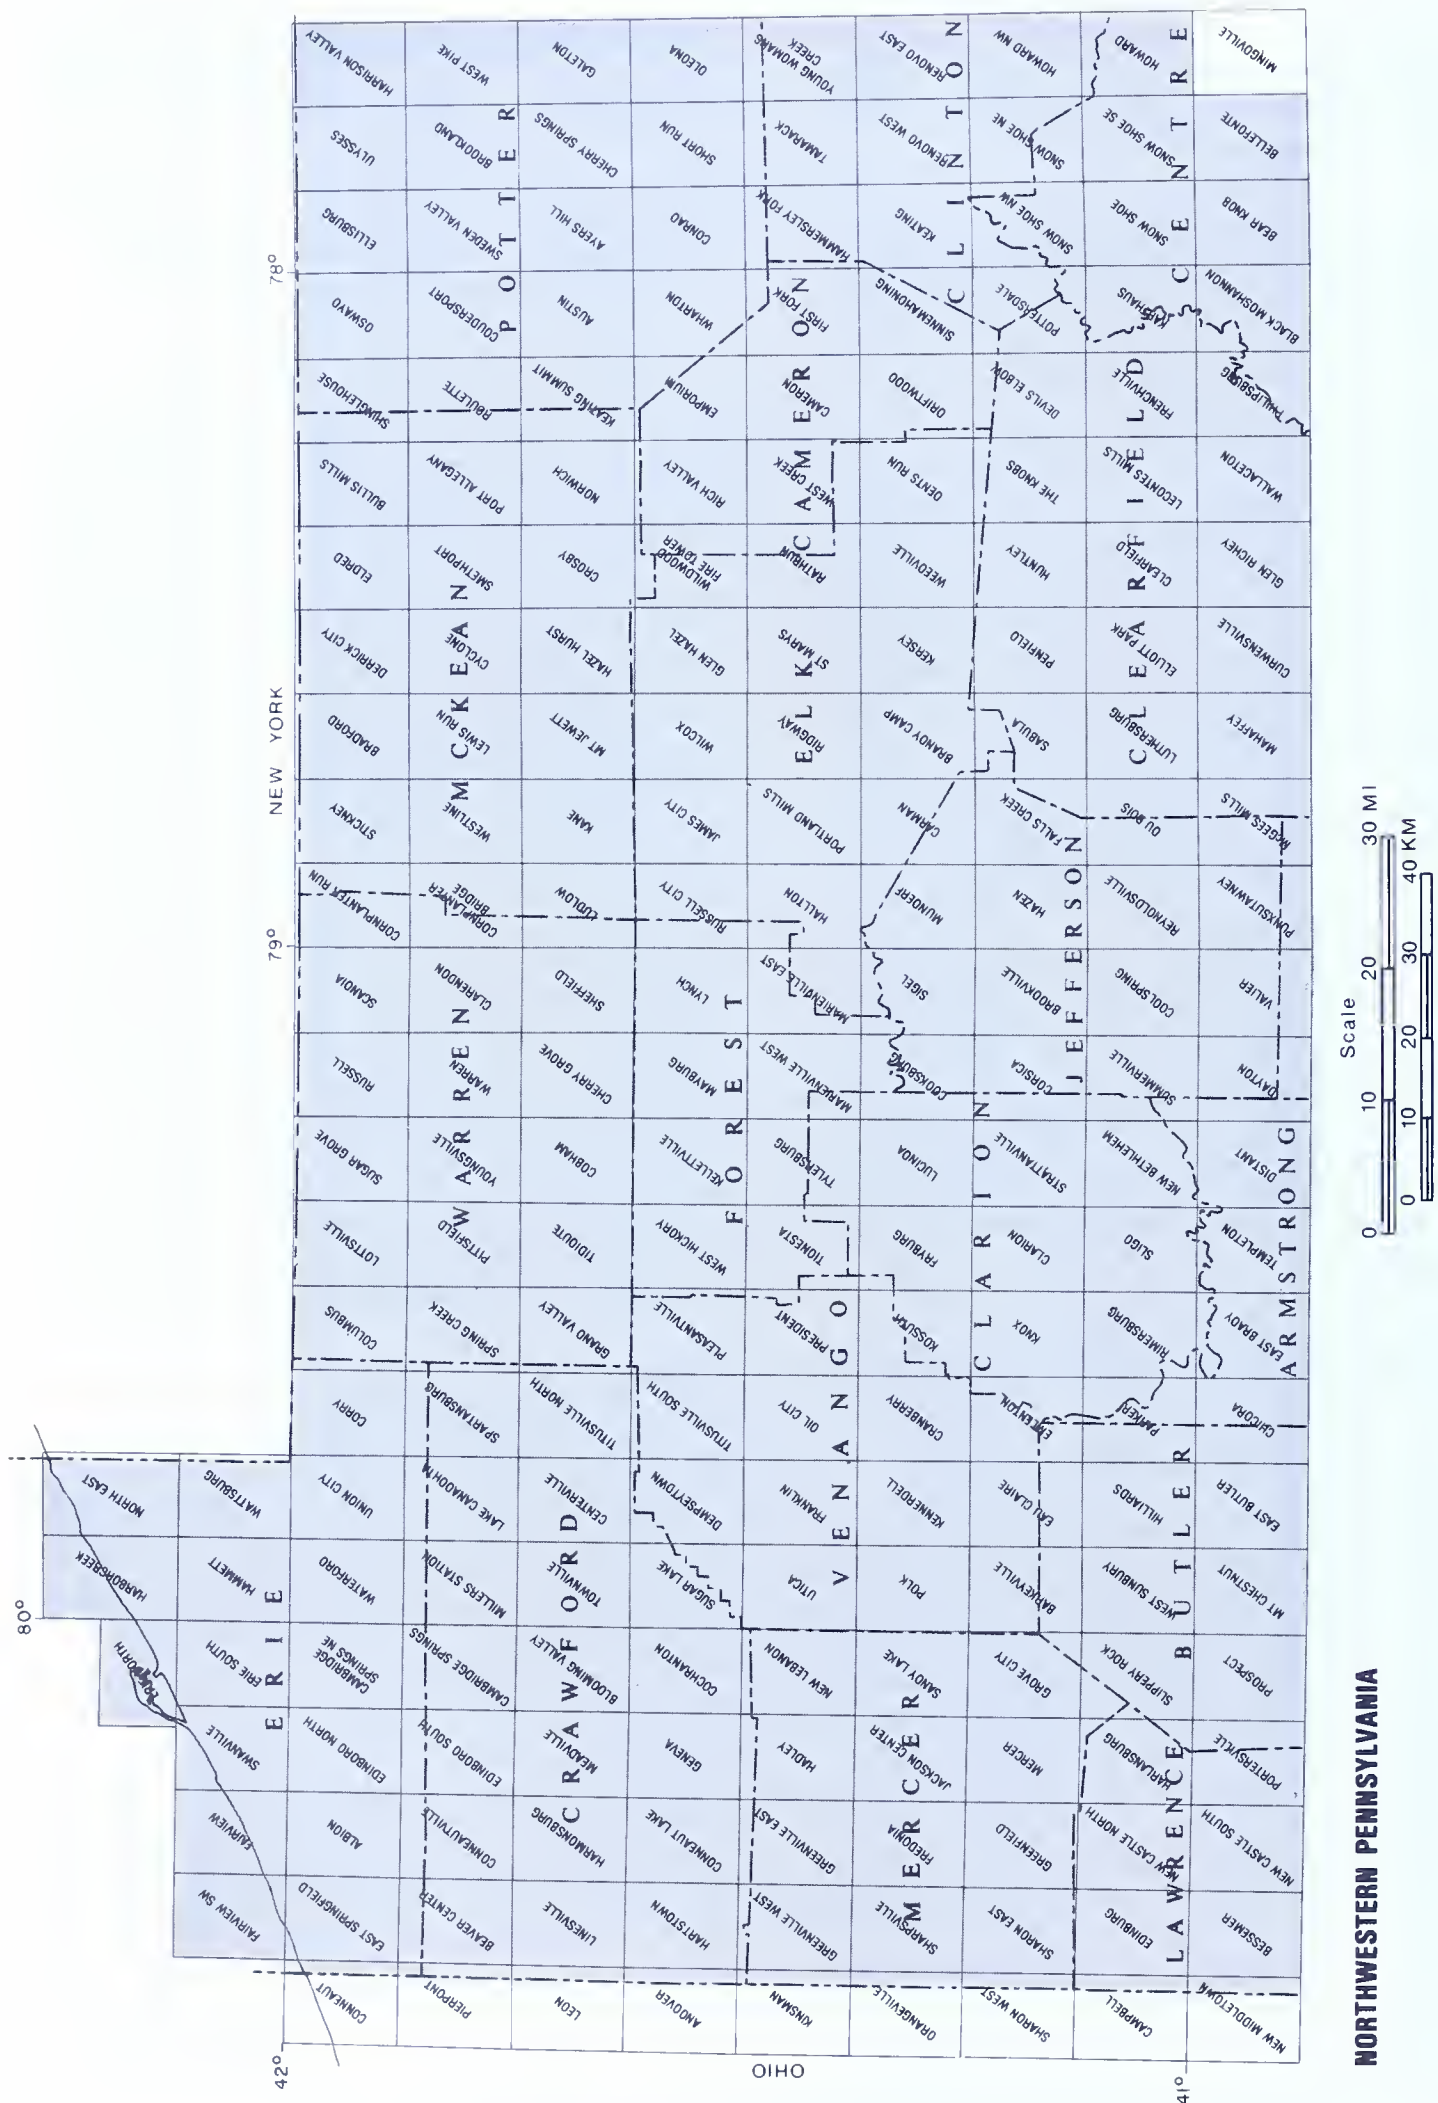 80°
NORTH EAST
HARBORCREEK
ERIE NORTH
FAIRVIEW SW
FAIRVIEW
SWANVILLE
ERIE SOUTH
HAMMETT
WATTSBURG
ERIE
42°
79°
NEW YORK
78°
CONNEAUT
EAST SPRINGFIELD
ALBION
EDINBORO NORTH
CAMBRIDGE
SPRINGS NE
WATERFORD
UNION CITY
CORRY
COLUMBUS
LOTTSVILLE
SUGAR GROVE
RUSSELL
SCANDIA
CORNPLANTER RUN
STICKNEY
BRADFORD
DERRICK CITY
ELDRED
BULLIS MILLS
SHINGLEHOUSE
OSWAYO
ELLISBURG
ULYSSES
HARRISON VALLEY
PIERPONT
BEAVER CENTER
CONNEAUTVILLE
EDINBORO SOUTH
CAMBRIDGE SPRINGS
MILLERS STATION
LAKE CANADOHTA
SPARTANSBURG
SPRING CREEK
PITTSFIELD
YOUNGSVILLE
WARREN
CLARENDON
CORNPLANTER
BRIDGE
WESTLINE
LEWIS RUN
CYCLONE
SMETHPORT
PORT ALLEGANY
ROULETTE
COUDERSPORT
SWEDEN VALLEY
BROOKLAND
WEST PIKE
WARREN
MCKEAN
POTTER
LEON
LINESVILLE
HARMONSBURG
MEADVILLE
BLOOMING VALLEY
TOWNVILLE
CENTERVILLE
TITUSVILLE NORTH
GRAND VALLEY
TIDIOUTE
COBHAM
CHERRY GROVE
SHEFFIELD
LUDLOW
KANE
MT JEWETT
HAZEL HURST
CROSBY
NORWICH
KEATING SUMMIT
AUSTIN
AYERS HILL
CHERRY SPRINGS
GALETON
CRAWFORD
ANDOVER
HARTSTOWN
CONNEAUT LAKE
GENEVA
COCHRANTON
SUGAR LAKE
DEMPSEYTOWN
TITUSVILLE SOUTH
PLEASANTVILLE
WEST HICKORY
KELLETTVILLE
MAYBURG
LYNCH
RUSSELL CITY
JAMES CITY
WILCOX
GLEN HAZEL
WILDWOOD
FIRE TOWER
RICH VALLEY
EMPORIUM
WHARTON
CONRAD
SHORT RUN
OLEONA
FOREST
OHIO
KINSMAN
GREENVILLE WEST
GREENVILLE EAST
HADLEY
NEW LEBANON
UTICA
FRANKLIN
OIL CITY
PRESIDENT
TIONESTA
TYLERSBURG
MARIENVILLE WEST
MARIENVILLE EAST
HALLTON
PORTLAND MILLS
RIDGWAY
ST MARYS
RATHBUN
WEST CREEK
CAMERON
FIRST FORK
HAMMERSLEY FORK
TAMARACK
YOUNG WOMANS
CREEK
VENANGO
ELK
CAMERON
ORANGEVILLE
SHARPSVILLE
FREDONIA
JACKSON CENTER
SANDY LAKE
POLK
KENNERDELL
CRANBERRY
KOSSUTH
FRYBURG
LUCINDA
COOKSBURG
SIGEL
MUNDERF
CARMAN
BRANDY CAMP
KERSEY
WEEDVILLE
DENTS RUN
DRIFTWOOD
SINNEMAHONING
KEATING
RENOVO WEST
RENOVO EAST
MERCER
CLARION
CLINTON
SHARON WEST
SHARON EAST
GREENFIELD
MERCER
GROVE CITY
BARKEYVILLE
EAU CLAIRE
EMLENTON
KNOX
CLARION
STRATTANVILLE
CORSICA
BROOKVILLE
HAZEN
FALLS CREEK
SABULA
PENFIELD
HUNTLEY
THE KNOBS
DEVILS ELBOW
POTTERSDALE
SNOW SHOE NW
SNOW SHOE NE
HOWARD NW
JEFFERSON
CAMPBELL
EDINBURG
NEW CASTLE NORTH
HARLANSBURG
SLIPPERY ROCK
WEST SUNBURY
HILLIARDS
PARKER
RIMERSBURG
SLIGO
NEW BETHLEHEM
SUMMERVILLE
COOLSPRING
REYNOLDSVILLE
DU BOIS
LUTHERSBURG
ELLIOTT PARK
CLEARFIELD
LECONTES MILLS
FRENCHVILLE
KARTHAUS
SNOW SHOE
SNOW SHOE SE
HOWARD
LAWRENCE
BUTLER
CLEARFIELD
CENTRE
41°
NEW MIDDLETOWN
BESSEMER
NEW CASTLE SOUTH
PORTERSVILLE
PROSPECT
MT CHESTNUT
EAST BUTLER
CHICORA
EAST BRADY
TEMPLETON
DISTANT
DAYTON
VALIER
PUNXSUTAWNEY
McGEES MILLS
MAHAFFEY
CURWENSVILLE
GLEN RICHEY
WALLACETON
PHILIPSBURG
BLACK MOSHANNON
BEAR KNOB
BELLEFONTE
MINGOVILLE
ARMSTRONG
NORTHWESTERN PENNSYLVANIA
Scale
0 10 20 30 MI
0 10 20 30 40 KM